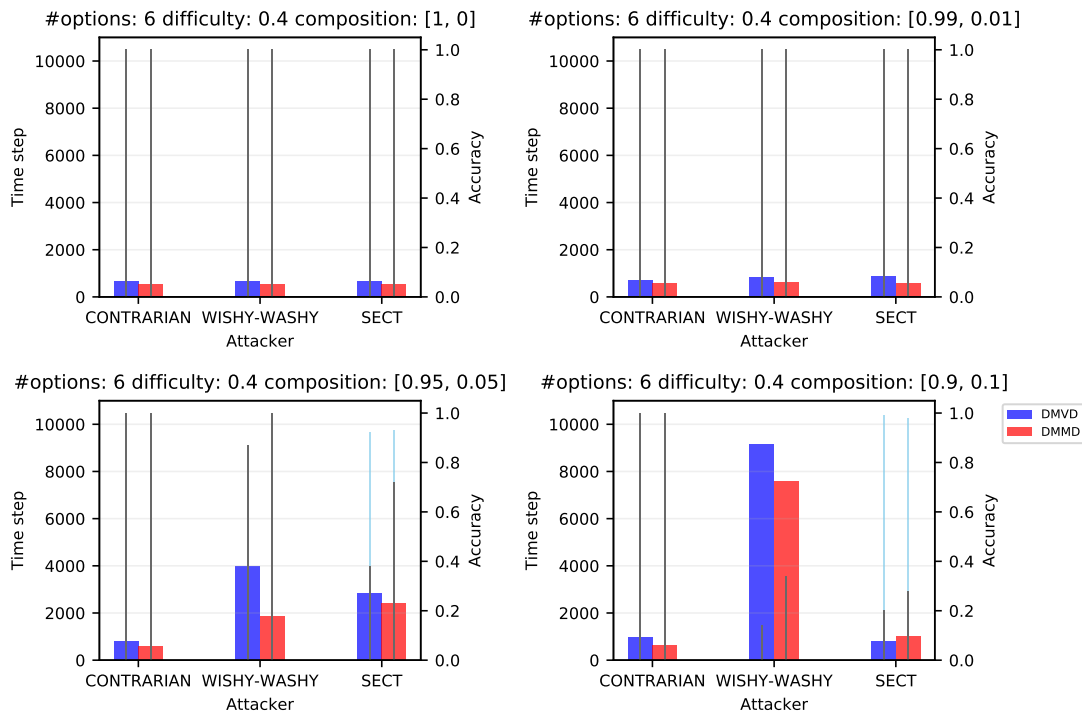 #options: 6 difficulty: 0.4 composition: [1, 0]
10000
8000
6000
4000
2000
0
Time step
1.0
0.8
0.6
0.4
0.2
0.0
Accuracy
CONTRARIAN WISHY-WASHY SECT
Attacker
#options: 6 difficulty: 0.4 composition: [0.99, 0.01]
10000
8000
6000
4000
2000
0
Time step
1.0
0.8
0.6
0.4
0.2
0.0
Accuracy
CONTRARIAN WISHY-WASHY SECT
Attacker
#options: 6 difficulty: 0.4 composition: [0.95, 0.05]
10000
8000
6000
4000
2000
0
Time step
1.0
0.8
0.6
0.4
0.2
0.0
Accuracy
CONTRARIAN WISHY-WASHY SECT
Attacker
#options: 6 difficulty: 0.4 composition: [0.9, 0.1]
10000
8000
6000
4000
2000
0
Time step
1.0
0.8
0.6
0.4
0.2
0.0
Accuracy
CONTRARIAN WISHY-WASHY SECT
Attacker
DMVD
DMMD